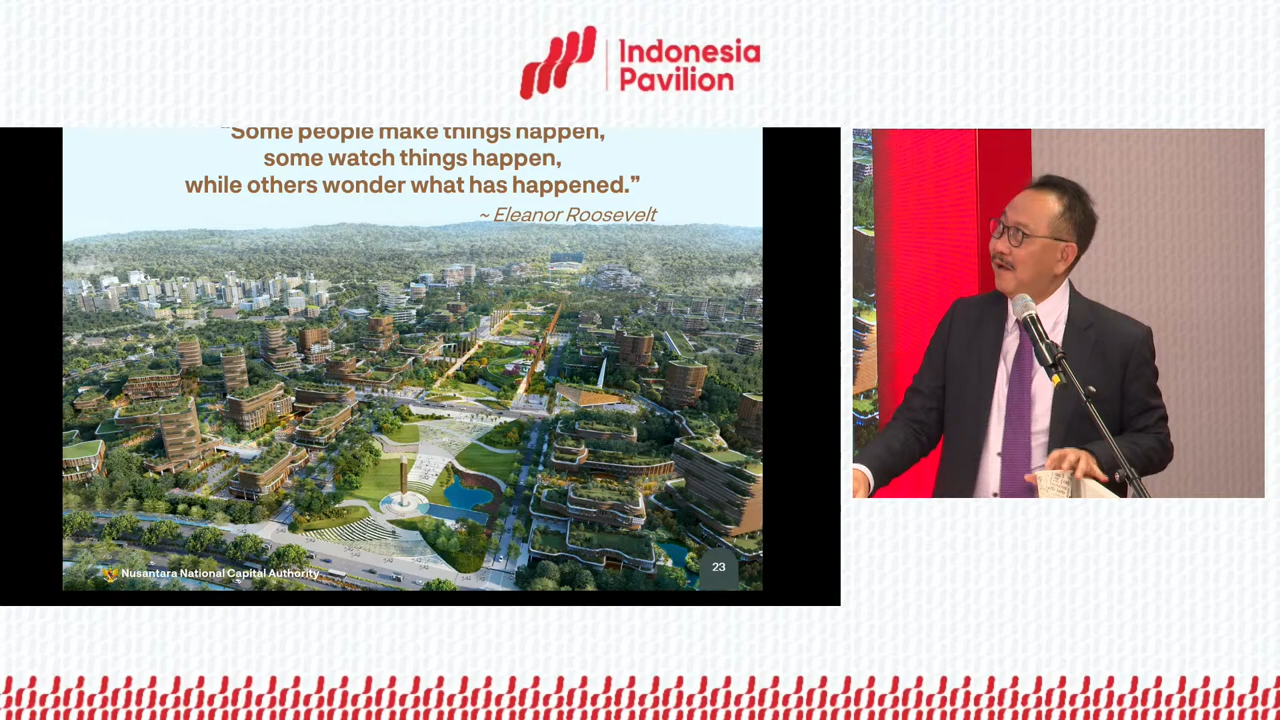 Indonesia
Pavilion
"Some people make things happen,
some watch things happen,
while others wonder what has happened."
~ Eleanor Roosevelt
Nusantara National Capital Authority
23